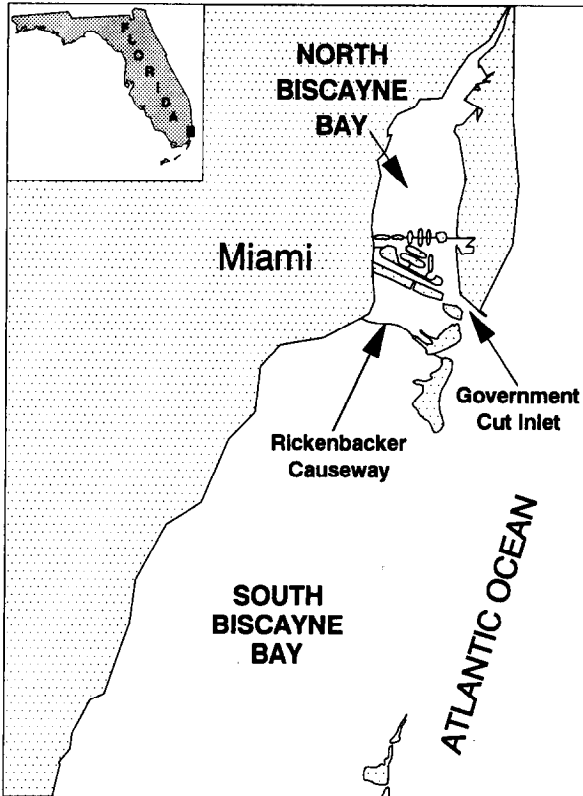 FLORIDA
NORTH
BISCAYNE
BAY
Miami
Government
Cut Inlet
Rickenbacker
Causeway
SOUTH
BISCAYNE
BAY
ATLANTIC OCEAN